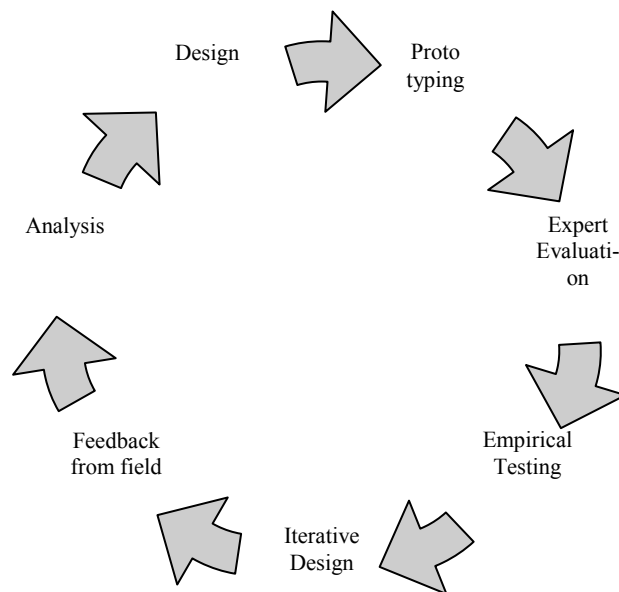 Design
Proto
typing
Analysis
Expert
Evaluati-
on
Feedback
from field
Empirical
Testing
Iterative
Design